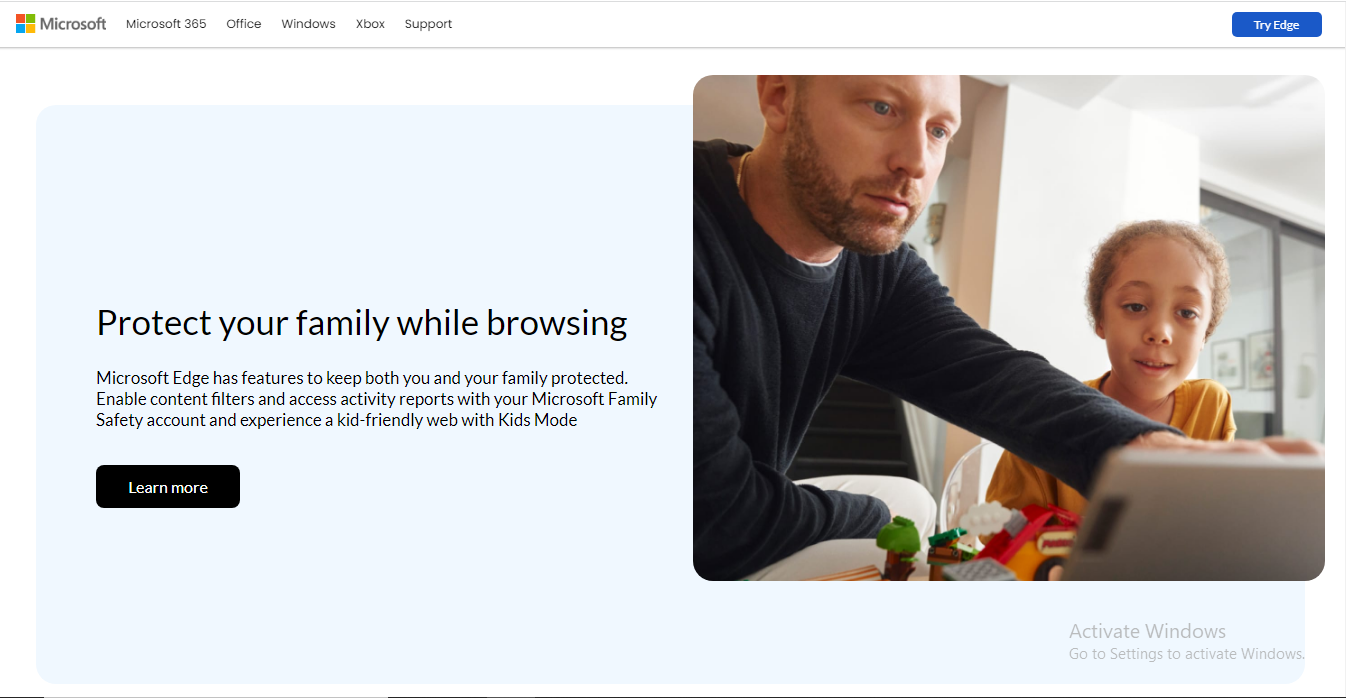 Microsoft Microsoft 365 Office Windows Xbox Support Try Edge
Protect your family while browsing
Microsoft Edge has features to keep both you and your family protected.
Enable content filters and access activity reports with your Microsoft Family
Safety account and experience a kid-friendly web with Kids Mode
Learn more
Activate Windows
Go to Settings to activate Windows.